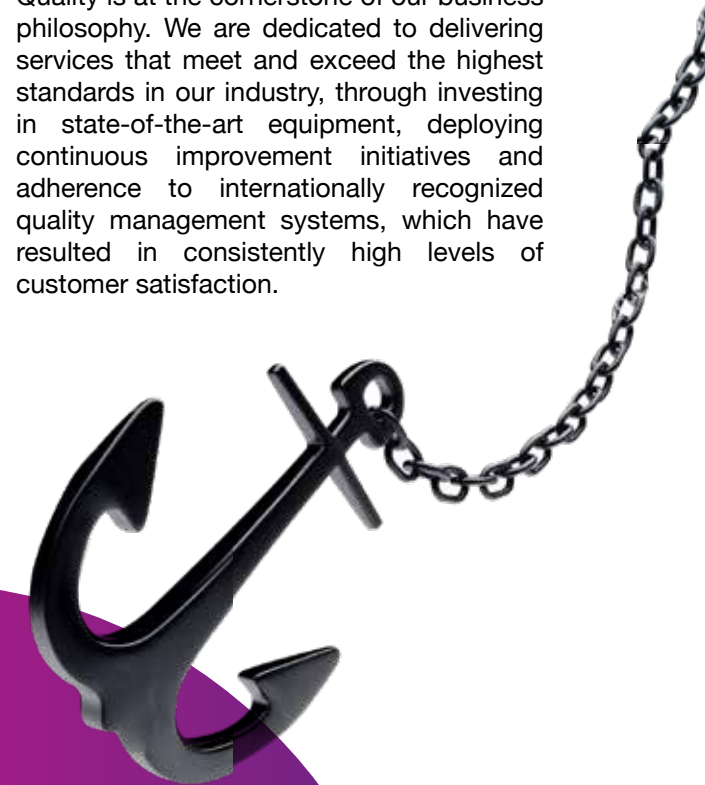 Quality is at the cornerstone of our business
philosophy. We are dedicated to delivering
services that meet and exceed the highest
standards in our industry, through investing
in state-of-the-art equipment, deploying
continuous improvement initiatives and
adherence to internationally recognized
quality management systems, which have
resulted in consistently high levels of
customer satisfaction.